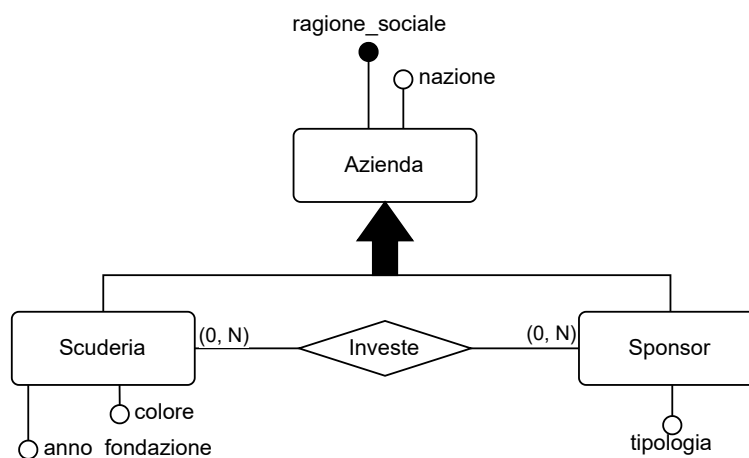 ragione_sociale
nazione
Azienda
(0, N)
(0, N)
Scuderia
Investe
Sponsor
colore
anno_fondazione
tipologia